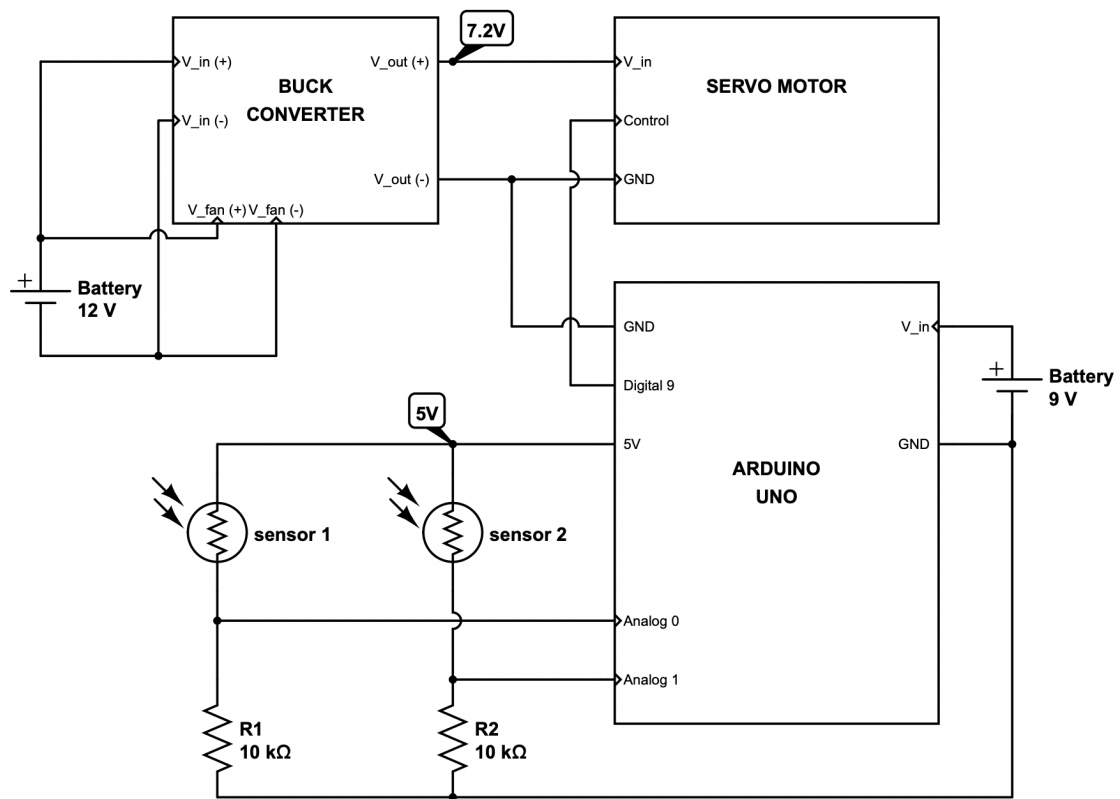 7.2V
V_in (+)
V_out (+)
BUCK
CONVERTER
V_in (-)
V_out (-)
V_fan (+)
V_fan (-)
V_in
SERVO MOTOR
Control
GND
+
Battery
12 V
GND
V_in
Digital 9
+
Battery
9 V
5V
5V
GND
ARDUINO
UNO
sensor 1
sensor 2
Analog 0
Analog 1
R1
10 kΩ
R2
10 kΩ